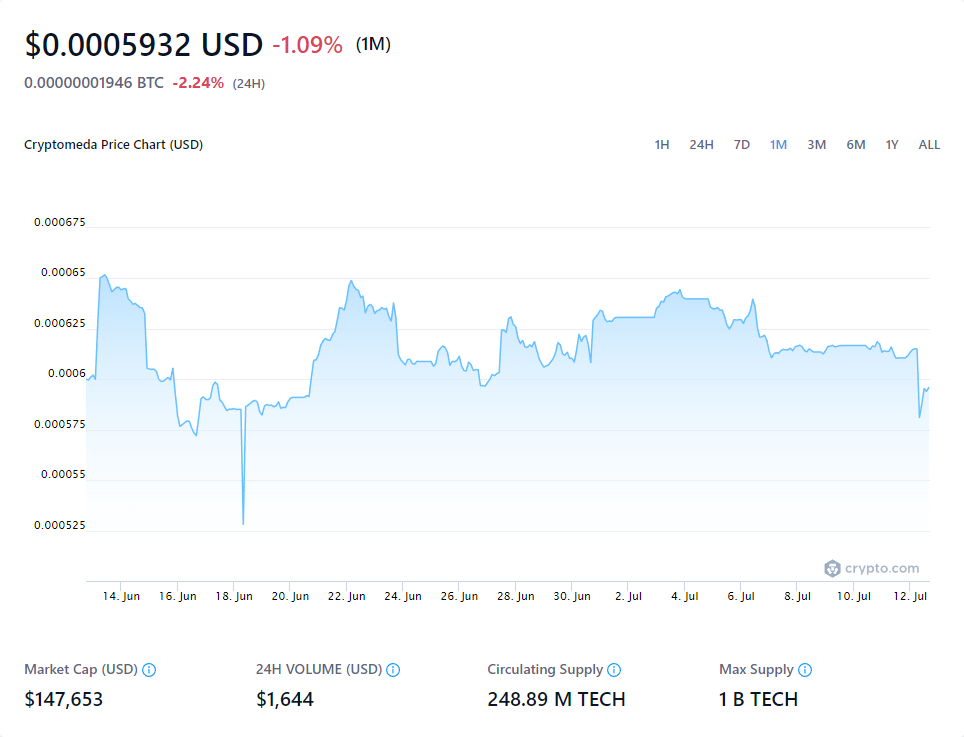 $0.0005932 USD -1.09% (1M)
0.00000001946 BTC -2.24% (24H)
Cryptomeda Price Chart (USD)
1H 24H 7D 1M 3M 6M 1Y ALL
0.000675
0.00065
0.000625
0.0006
0.000575
0.00055
0.000525
crypto.com
14. Jun 16. Jun 18. Jun 20. Jun 22. Jun 24. Jun 26. Jun 28. Jun 30. Jun 2. Jul 4. Jul 6. Jul 8. Jul 10. Jul 12. Jul
Market Cap (USD) 24H VOLUME (USD) Circulating Supply Max Supply
$147,653 $1,644 248.89 M TECH 1 B TECH